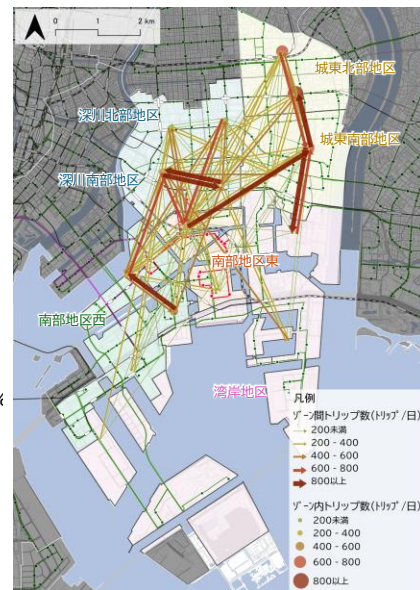 0 1 2 km
城東北部地区
深川北部地区
城東南部地区
深川南部地区
南部地区東
南部地区西
湾岸地区
凡例
ゾーン間トリップ数(トリップ/日)
200未満
200 - 400
400 - 600
600 - 800
800以上
ゾーン内トリップ数(トリップ/日)
200未満
200 - 400
400 - 600
600 - 800
800以上